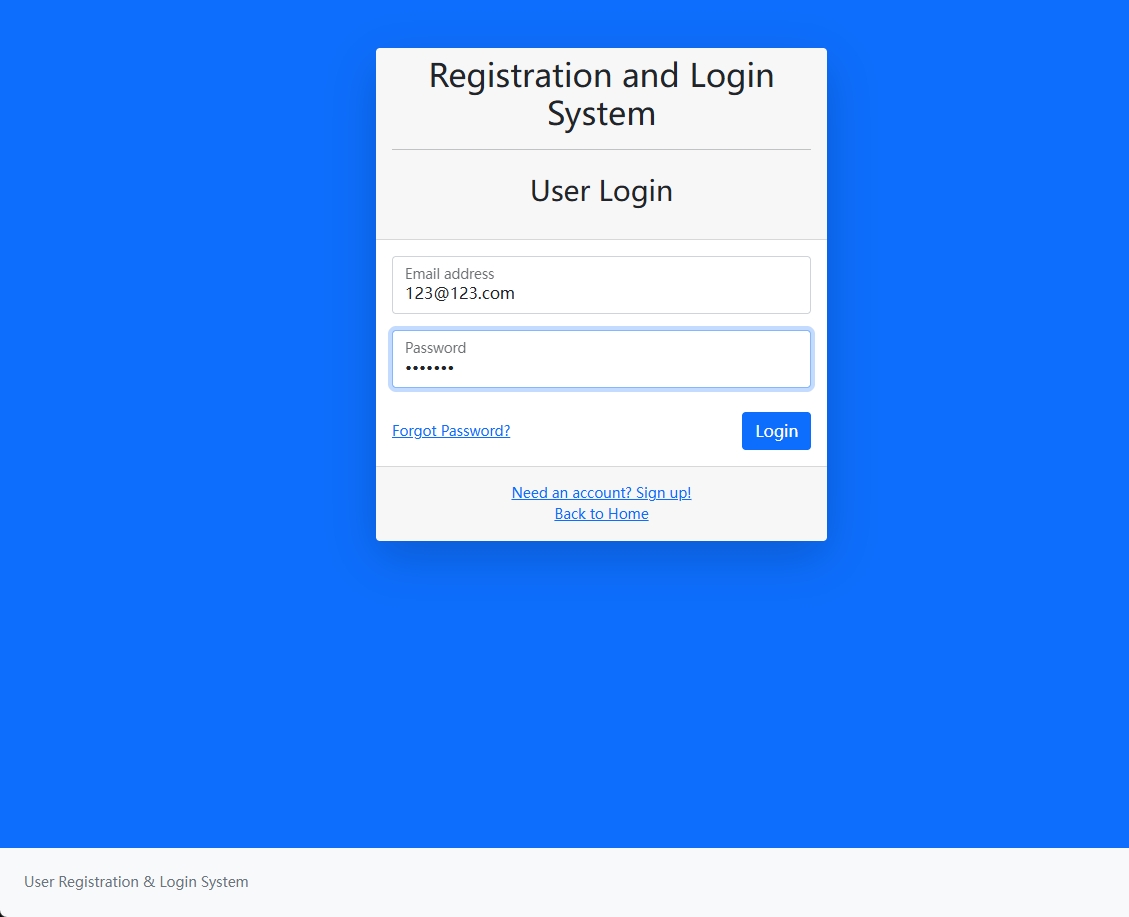 Registration and Login
System
User Login
Email address
123@123.com
Password
•••••••
Forgot Password?
Login
Need an account? Sign up!
Back to Home
User Registration & Login System